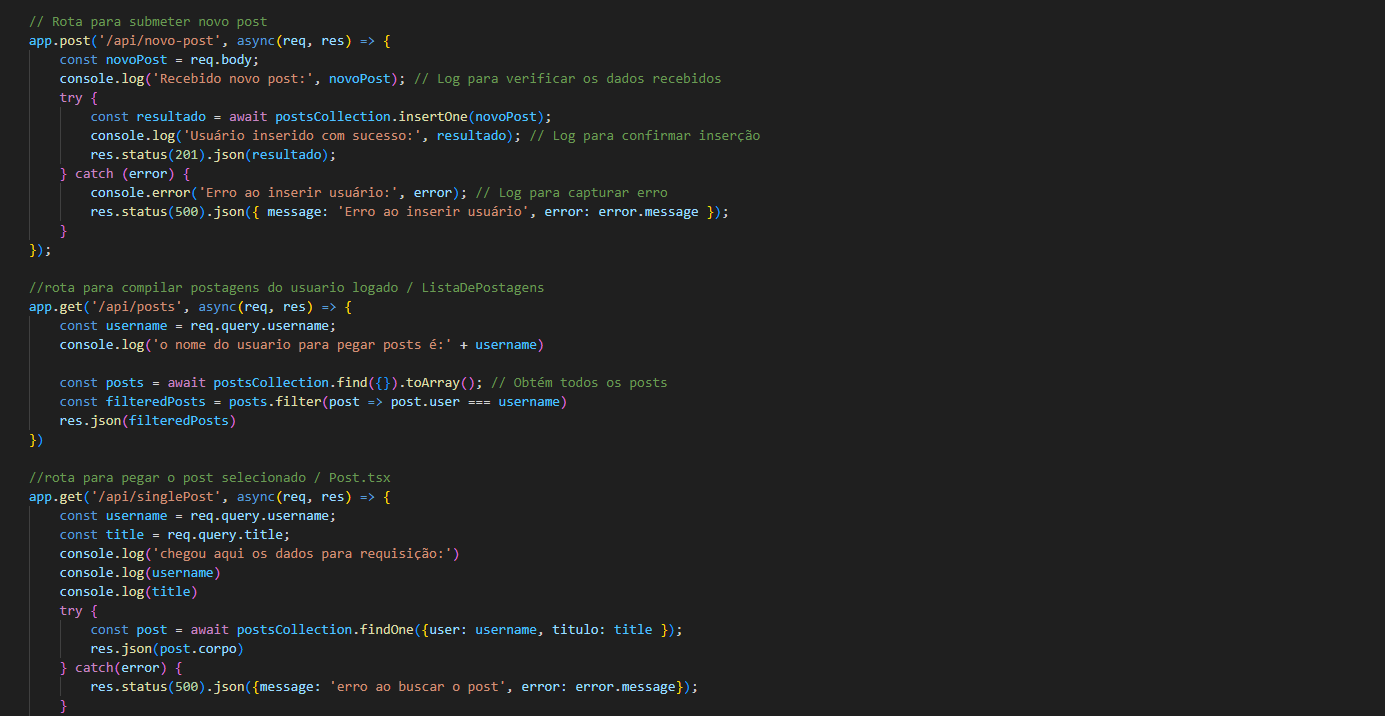 // Rota para submeter novo post
app.post('/api/novo-post', async(req, res) => {
    const novoPost = req.body;
    console.log('Recebido novo post:', novoPost); // Log para verificar os dados recebidos
    try {
        const resultado = await postsCollection.insertOne(novoPost);
        console.log('Usuário inserido com sucesso:', resultado); // Log para confirmar inserção
        res.status(201).json(resultado);
    } catch (error) {
        console.error('Erro ao inserir usuário:', error); // Log para capturar erro
        res.status(500).json({ message: 'Erro ao inserir usuário', error: error.message });
    }
});

//rota para compilar postagens do usuario logado / ListaDePostagens
app.get('/api/posts', async(req, res) => {
    const username = req.query.username;
    console.log('o nome do usuario para pegar posts é:' + username)

    const posts = await postsCollection.find({}).toArray(); // Obtém todos os posts
    const filteredPosts = posts.filter(post => post.user === username)
    res.json(filteredPosts)
})

//rota para pegar o post selecionado / Post.tsx
app.get('/api/singlePost', async(req, res) => {
    const username = req.query.username;
    const title = req.query.title;
    console.log('chegou aqui os dados para requisição:')
    console.log(username)
    console.log(title)
    try {
        const post = await postsCollection.findOne({user: username, titulo: title });
        res.json(post.corpo)
    } catch(error) {
        res.status(500).json({message: 'erro ao buscar o post', error: error.message});
    }